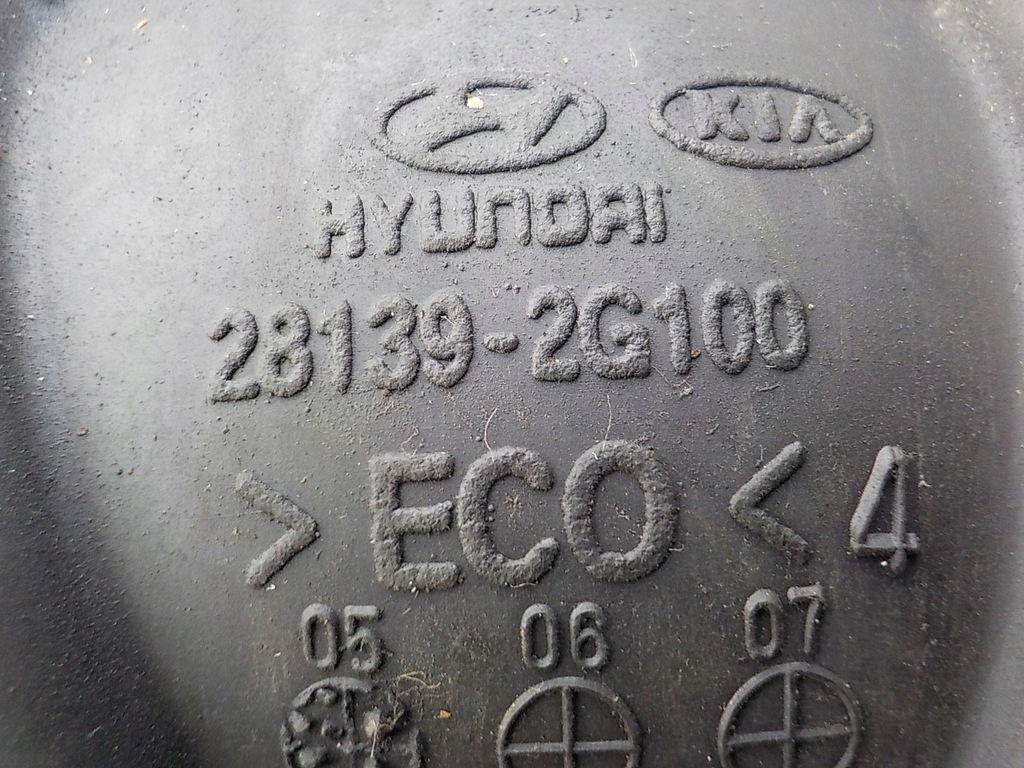 KIA
HYUNDAI
28139-2G100
>ECO< 4
05 06 07